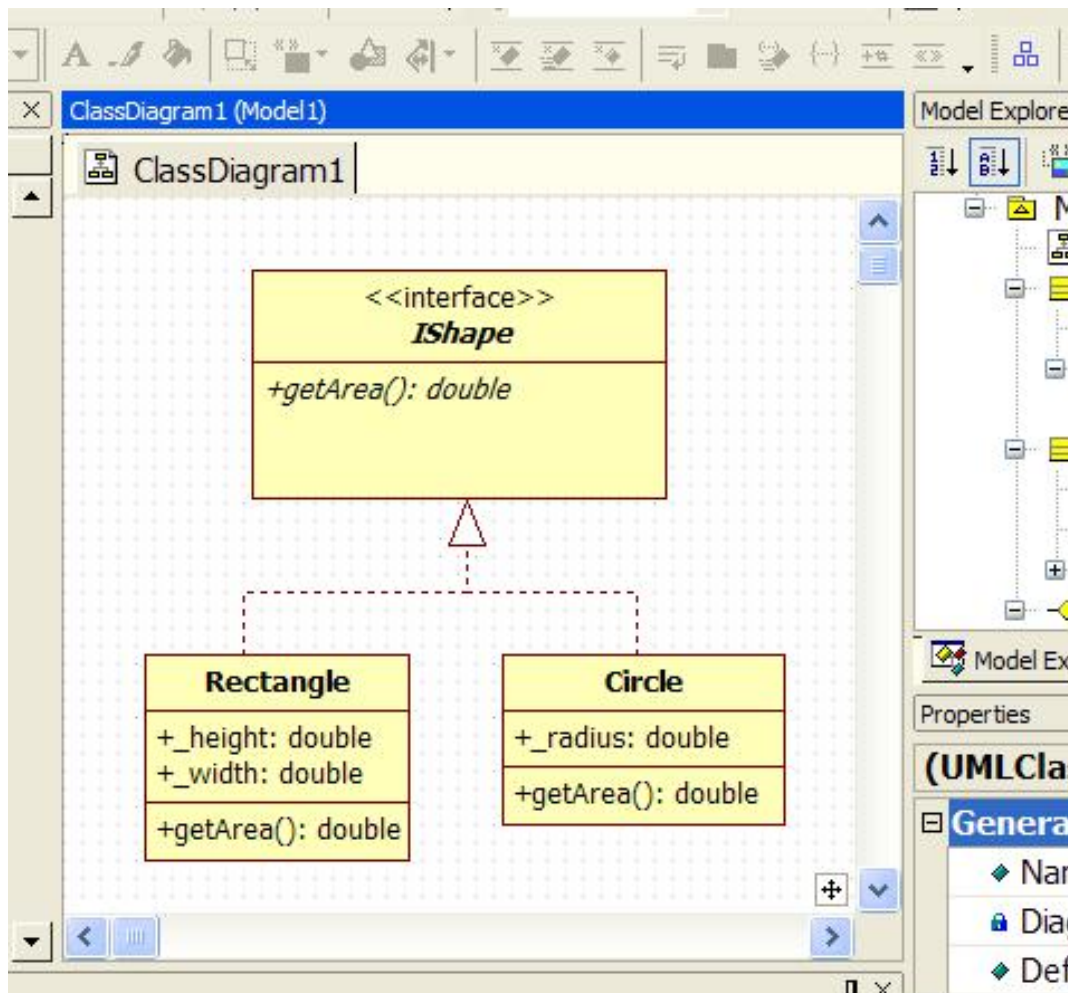 ClassDiagram1 (Model1)
Model Explore
ClassDiagram1
<<interface>>
IShape
+getArea(): double
Rectangle
+_height: double
+_width: double
+getArea(): double
Circle
+_radius: double
+getArea(): double
Model Ex
Properties
(UMLClas
Genera
Nar
Diag
Def